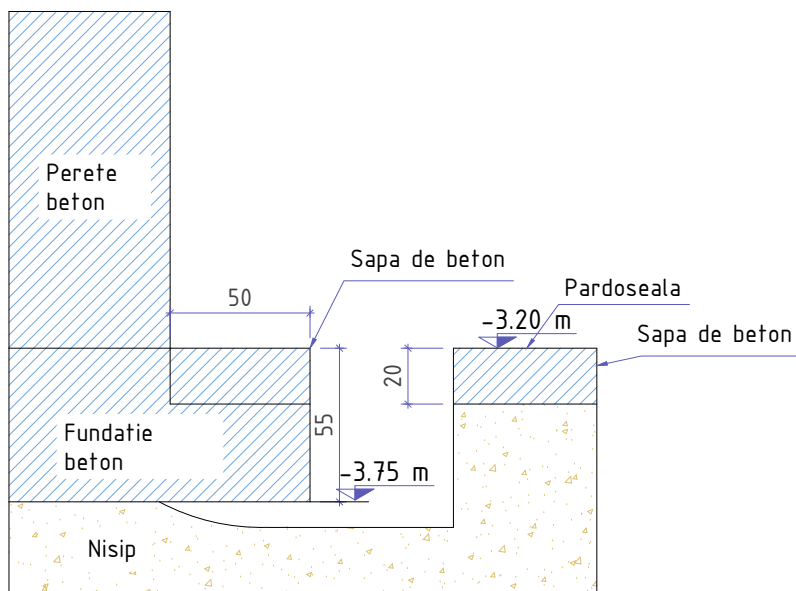 Perete
beton
Sapa de beton
50
Pardoseala
-3.20 m
Sapa de beton
20
55
Fundatie
beton
-3.75 m
Nisip